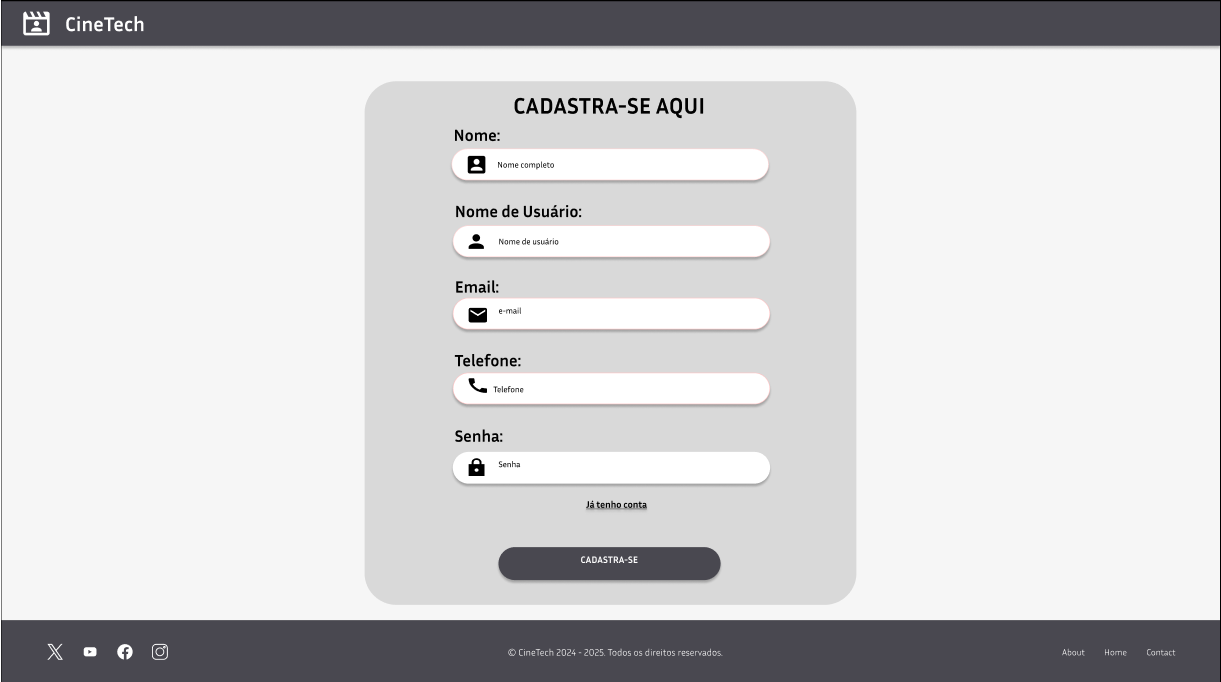 CineTech
CADASTRA-SE AQUI
Nome:
Nome completo
Nome de Usuário:
Nome de usuário
Email:
e-mail
Telefone:
Telefone
Senha:
Senha
Já tenho conta
CADASTRA-SE
© CineTech 2024 - 2025. Todos os direitos reservados.
About Home Contact